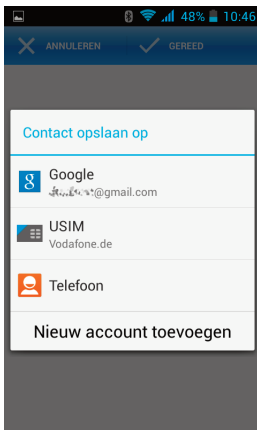 48% 10:46
ANNULEREN GEREED
Contact opslaan op
Google
@gmail.com
USIM
Vodafone.de
Telefoon
Nieuw account toevoegen